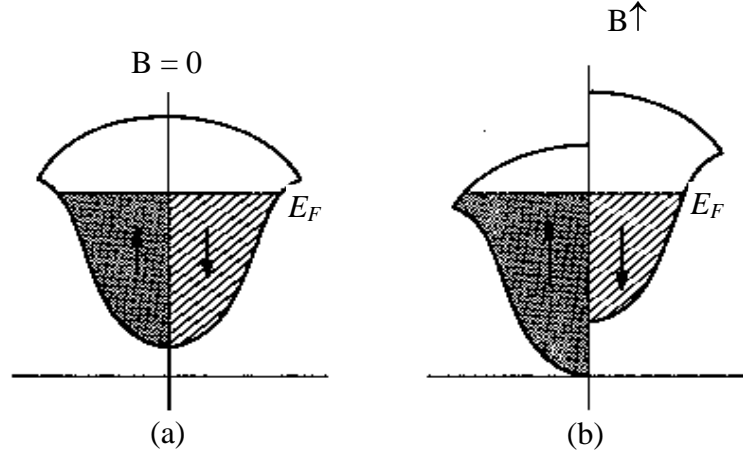 B↑
B = 0
E_F
E_F
(a)
(b)